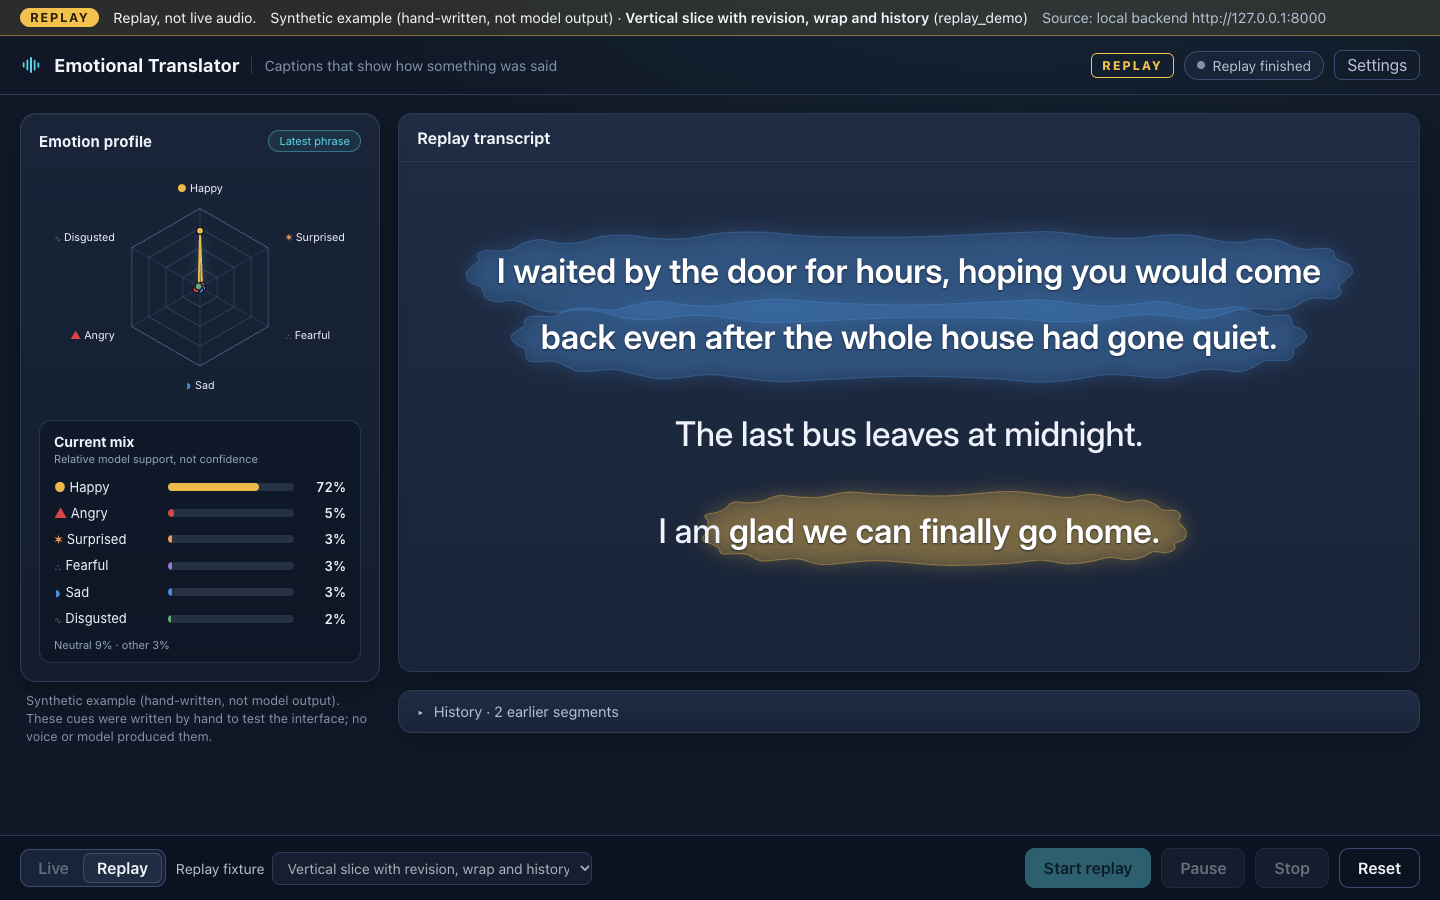 REPLAY Replay, not live audio. Synthetic example (hand-written, not model output) · Vertical slice with revision, wrap and history (replay_demo) Source: local backend http://127.0.0.1:8000
Emotional Translator Captions that show how something was said
REPLAY Replay finished Settings
Emotion profile
Latest phrase
Happy
Disgusted
Surprised
Angry
Fearful
Sad
Current mix
Relative model support, not confidence
Happy 72%
Angry 5%
Surprised 3%
Fearful 3%
Sad 3%
Disgusted 2%
Neutral 9% · other 3%
Synthetic example (hand-written, not model output).
These cues were written by hand to test the interface; no
voice or model produced them.
Replay transcript
I waited by the door for hours, hoping you would come
back even after the whole house had gone quiet.
The last bus leaves at midnight.
I am glad we can finally go home.
History · 2 earlier segments
Live Replay Replay fixture Vertical slice with revision, wrap and history
Start replay Pause Stop Reset